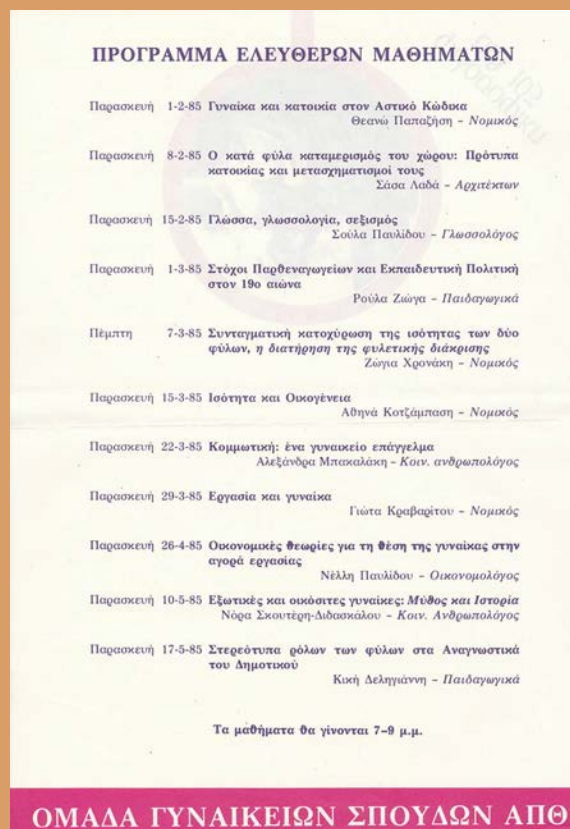 ΠΡΟΓΡΑΜΜΑ ΕΛΕΥΘΕΡΩΝ ΜΑΘΗΜΑΤΩΝ
Παρασκευή 1-2-85 Γυναίκα και κατοικία στον Αστικό Κώδικα
Θεανώ Παπαζήση – Νομικός
Παρασκευή 8-2-85 Ο κατά φύλα καταμερισμός του χώρου: Πρότυπα
κατοικίας και μετασχηματισμοί τους
Σάσα Λαδά – Αρχιτέκτων
Παρασκευή 15-2-85 Γλώσσα, γλωσσολογία, σεξισμός
Σούλα Παυλίδου – Γλωσσολόγος
Παρασκευή 1-3-85 Στόχοι Παρθεναγωγείων και Εκπαιδευτική Πολιτική
στον 19ο αιώνα
Ρούλα Ζιώγα – Παιδαγωγικά
Πέμπτη 7-3-85 Συνταγματική κατοχύρωση της ισότητας των δύο
φύλων, η διατήρηση της φυλετικής διάκρισης
Ζώγια Χρονάκη – Νομικός
Παρασκευή 15-3-85 Ισότητα και Οικογένεια
Αθηνά Κοτζάμπαση – Νομικός
Παρασκευή 22-3-85 Κομμωτική: ένα γυναικείο επάγγελμα
Αλεξάνδρα Μπακαλάκη – Κοιν. ανθρωπολόγος
Παρασκευή 29-3-85 Εργασία και γυναίκα
Γιώτα Κραβαρίτου – Νομικός
Παρασκευή 26-4-85 Οικονομικές θεωρίες για τη θέση της γυναίκας στην
αγορά εργασίας
Νέλλη Παυλίδου – Οικονομολόγος
Παρασκευή 10-5-85 Εξωτικές και οικόσιτες γυναίκες: Μύθος και Ιστορία
Νόρα Σκουτέρη-Διδασκάλου – Κοιν. Ανθρωπολόγος
Παρασκευή 17-5-85 Στερεότυπα ρόλων των φύλων στα Αναγνωστικά
του Δημοτικού
Κική Δεληγιάννη – Παιδαγωγικά
Τα μαθήματα θα γίνονται 7–9 μ.μ.
ΟΜΑΔΑ ΓΥΝΑΙΚΕΙΩΝ ΣΠΟΥΔΩΝ ΑΠΘ